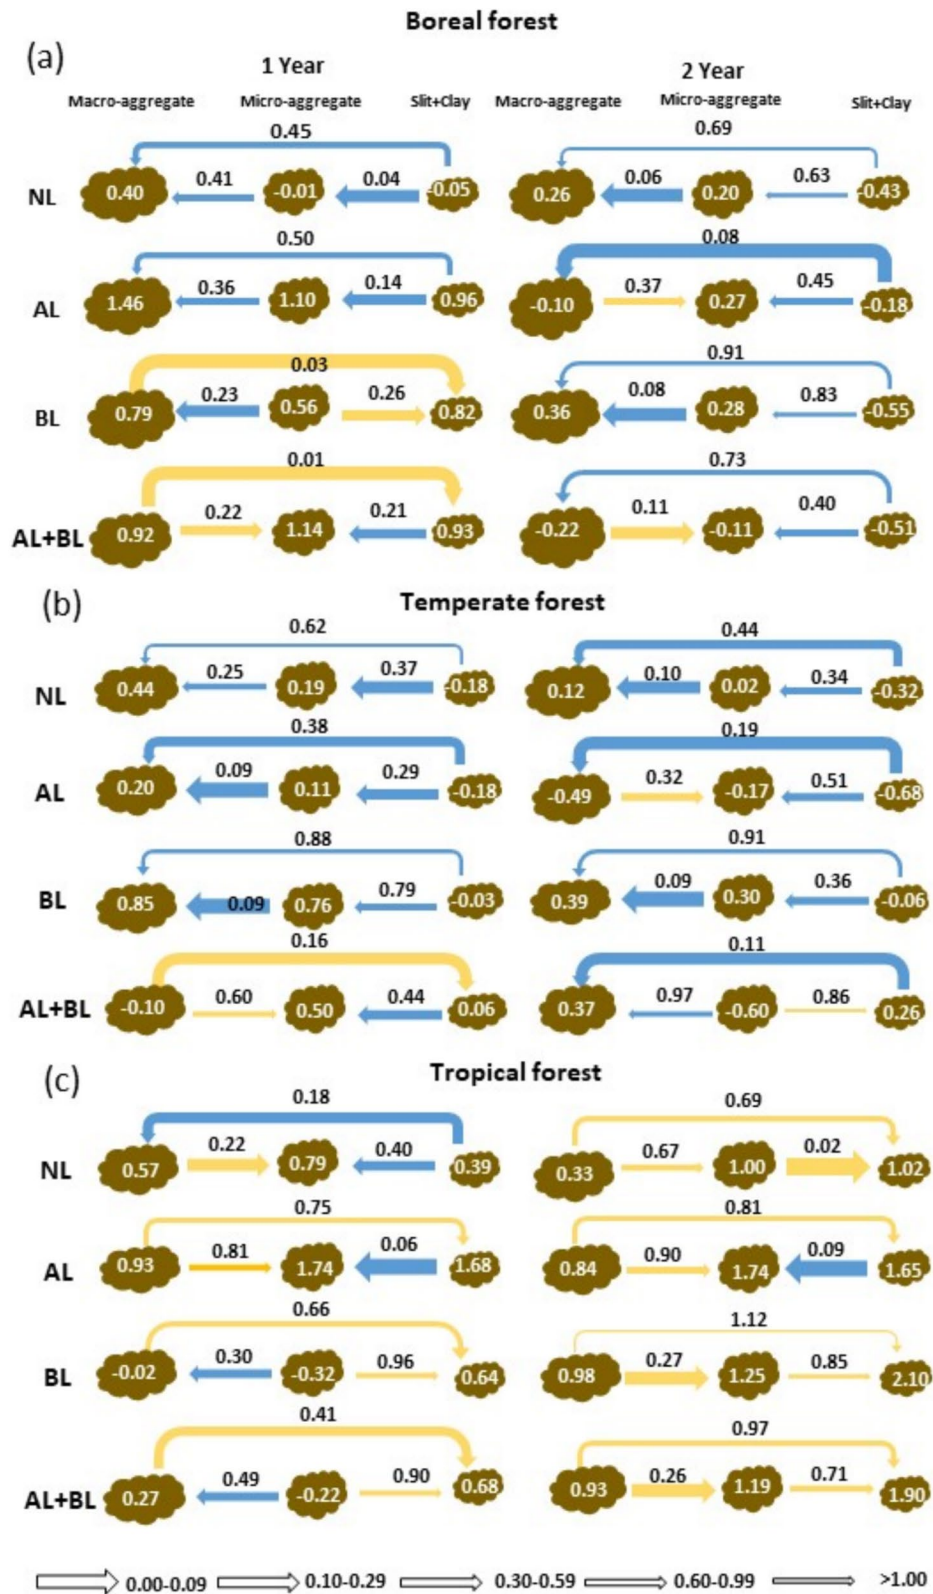 Boreal forest
(a)
1 Year 2 Year
Macro-aggregate Micro-aggregate Slit+Clay Macro-aggregate Micro-aggregate Slit+Clay
0.45 0.69
NL 0.40 0.41 -0.01 0.04 -0.05 0.26 0.06 0.20 0.63 -0.43
0.50 0.08
AL 1.46 0.36 1.10 0.14 0.96 -0.10 0.37 0.27 0.45 -0.18
0.03 0.91
BL 0.79 0.23 0.56 0.26 0.82 0.36 0.08 0.28 0.83 -0.55
0.01 0.73
AL+BL 0.92 0.22 1.14 0.21 0.93 -0.22 0.11 -0.11 0.40 -0.51
(b) Temperate forest
0.62 0.44
NL 0.44 0.25 0.19 0.37 -0.18 0.12 0.10 0.02 0.34 -0.32
0.38 0.19
AL 0.20 0.09 0.11 0.29 -0.18 -0.49 0.32 -0.17 0.51 -0.68
0.88 0.91
BL 0.85 0.09 0.76 0.79 -0.03 0.39 0.09 0.30 0.36 -0.06
0.16 0.11
AL+BL -0.10 0.60 0.50 0.44 0.06 0.37 0.97 -0.60 0.86 0.26
(c) Tropical forest
0.18 0.69
NL 0.57 0.22 0.79 0.40 0.39 0.33 0.67 1.00 0.02 1.02
0.75 0.81
AL 0.93 0.81 1.74 0.06 1.68 0.84 0.90 1.74 0.09 1.65
0.66 1.12
BL -0.02 0.30 -0.32 0.96 0.64 0.98 0.27 1.25 0.85 2.10
0.41 0.97
AL+BL 0.27 0.49 -0.22 0.90 0.68 0.93 0.26 1.19 0.71 1.90
0.00-0.09 0.10-0.29 0.30-0.59 0.60-0.99 >1.00